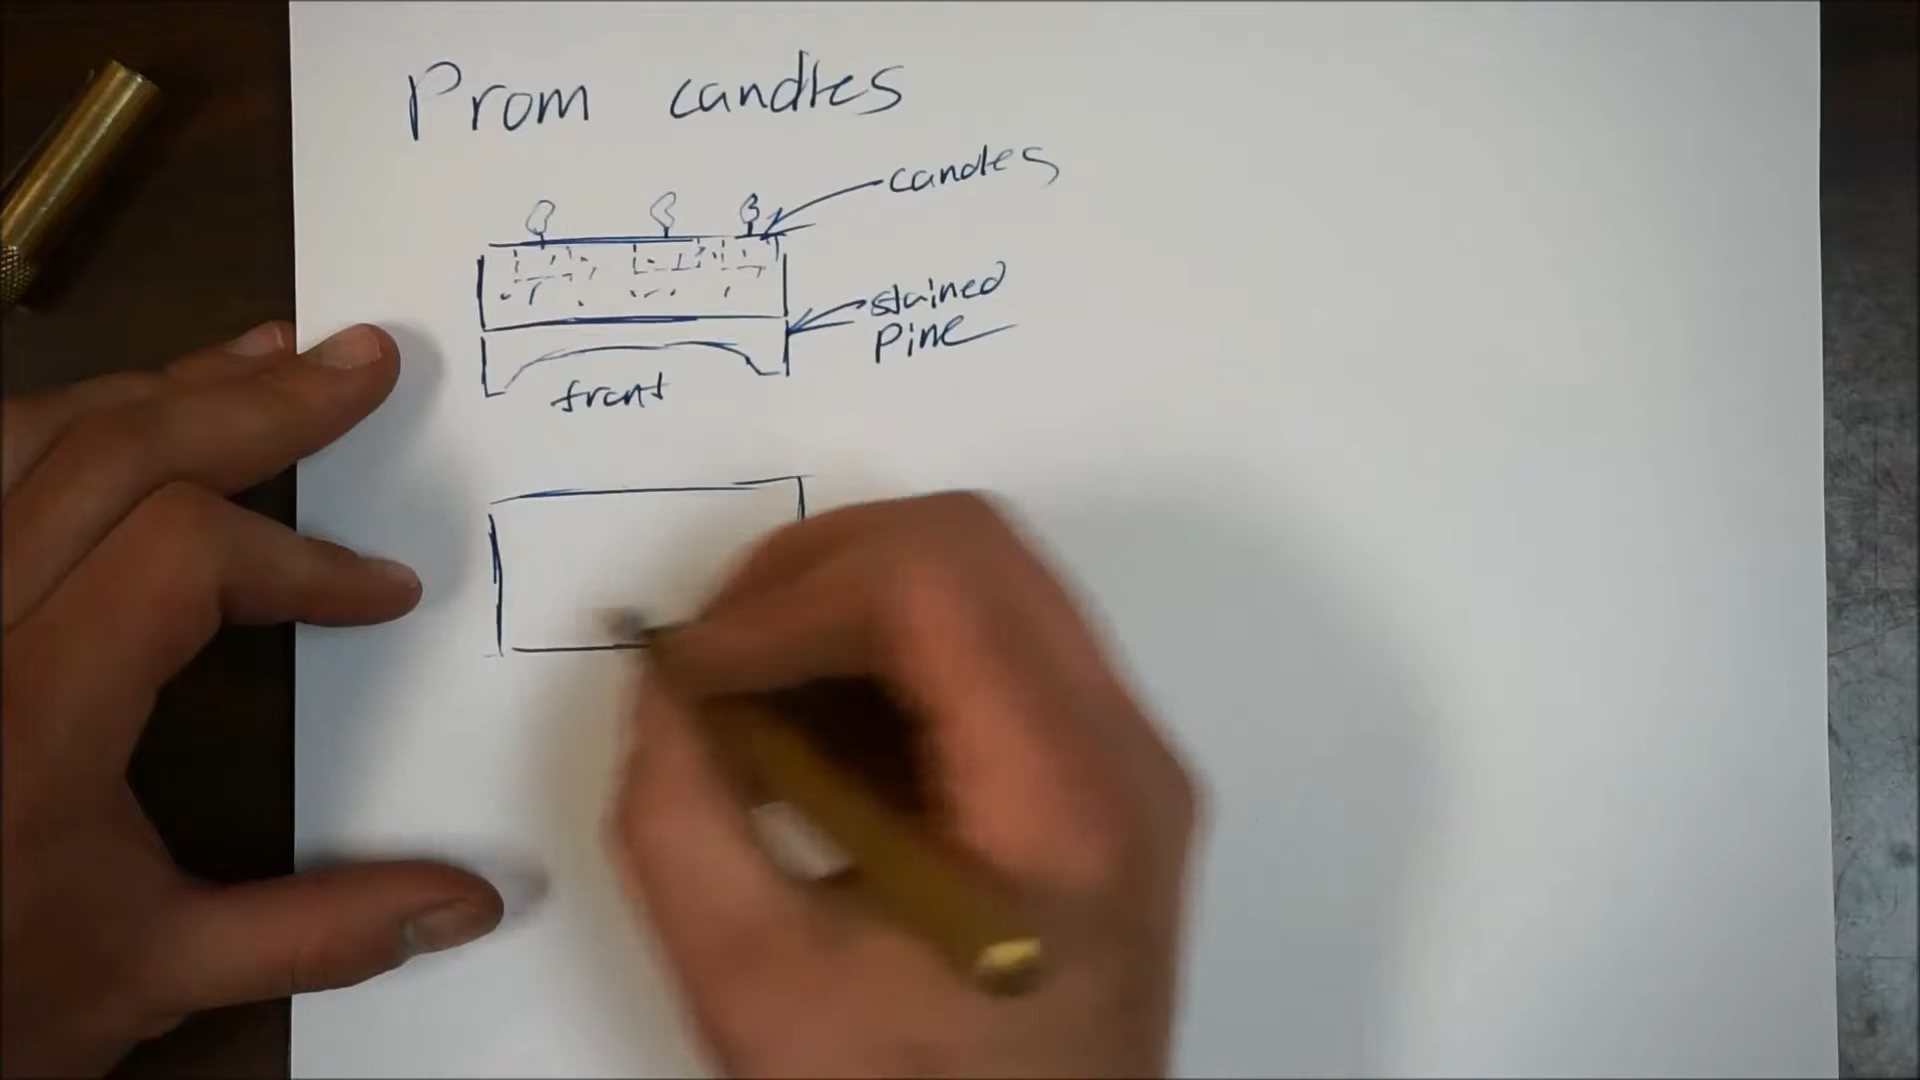 Prom candles
candles
stained
pine
front